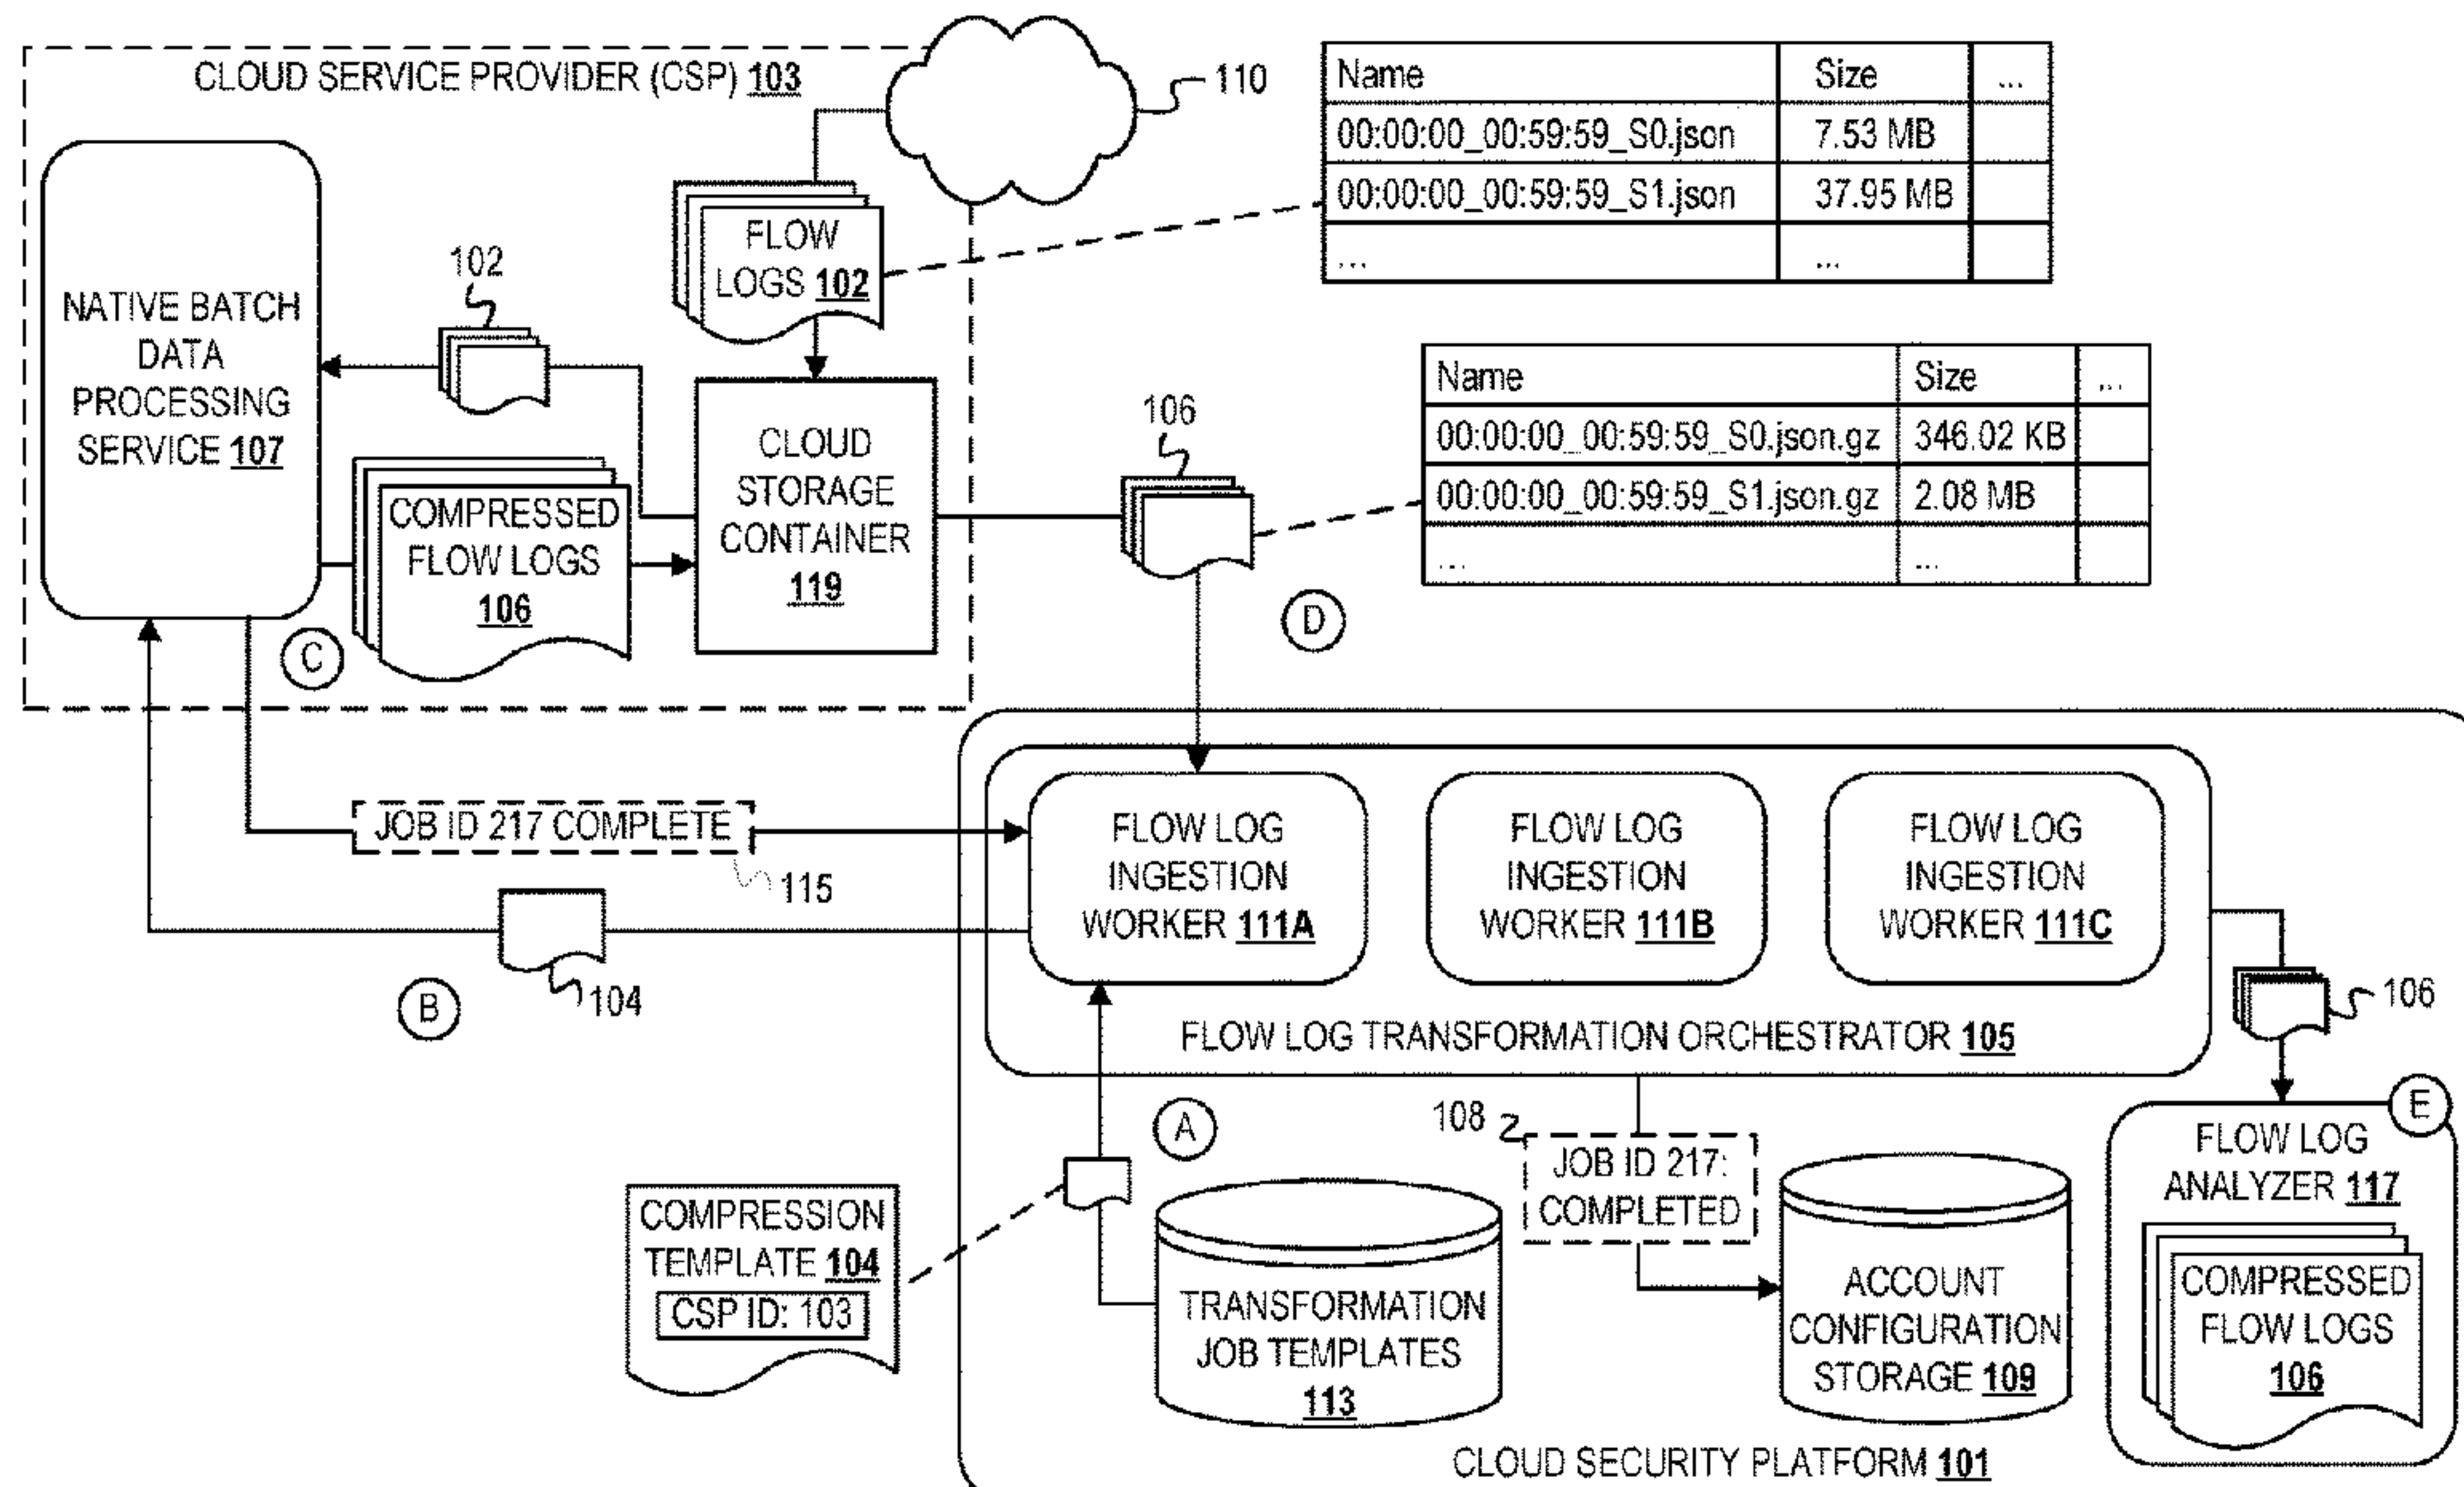 CLOUD SERVICE PROVIDER (CSP) 103
110
Name Size ...
00:00:00_00:59:59_S0.json 7.53 MB
00:00:00_00:59:59_S1.json 37.95 MB
... ...
FLOW
LOGS 102
102
NATIVE BATCH
DATA
PROCESSING
SERVICE 107
Name Size ...
00:00:00_00:59:59_S0.json.gz 346.02 KB
00:00:00_00:59:59_S1.json.gz 2.08 MB
... ...
106
CLOUD
STORAGE
CONTAINER
119
COMPRESSED
FLOW LOGS
106
C
D
JOB ID 217 COMPLETE
115
FLOW LOG
INGESTION
WORKER 111A
FLOW LOG
INGESTION
WORKER 111B
FLOW LOG
INGESTION
WORKER 111C
104
B
106
FLOW LOG TRANSFORMATION ORCHESTRATOR 105
A
108
JOB ID 217:
COMPLETED
E
FLOW LOG
ANALYZER 117
COMPRESSION
TEMPLATE 104
CSP ID: 103
TRANSFORMATION
JOB TEMPLATES
113
ACCOUNT
CONFIGURATION
STORAGE 109
COMPRESSED
FLOW LOGS
106
CLOUD SECURITY PLATFORM 101